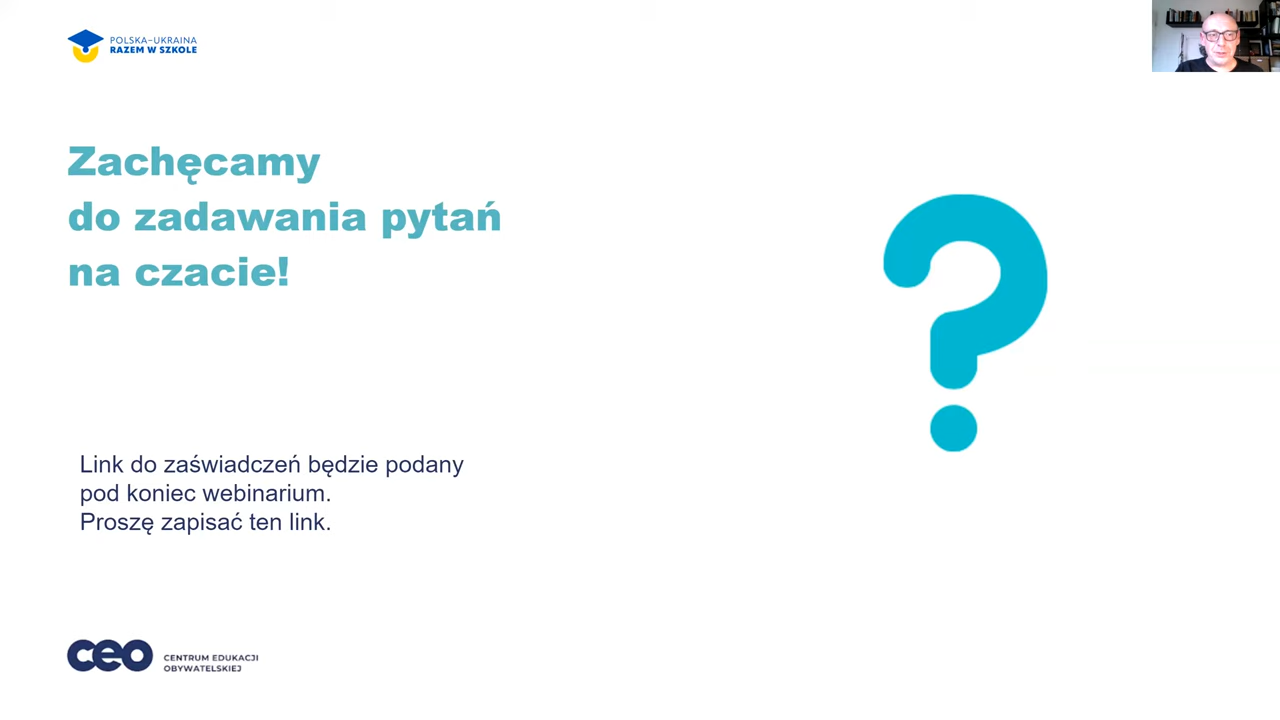 POLSKA–UKRAINA
RAZEM W SZKOLE
Zachęcamy
do zadawania pytań
na czacie!
?
Link do zaświadczeń będzie podany
pod koniec webinarium.
Proszę zapisać ten link.
ceo
CENTRUM EDUKACJI
OBYWATELSKIEJ